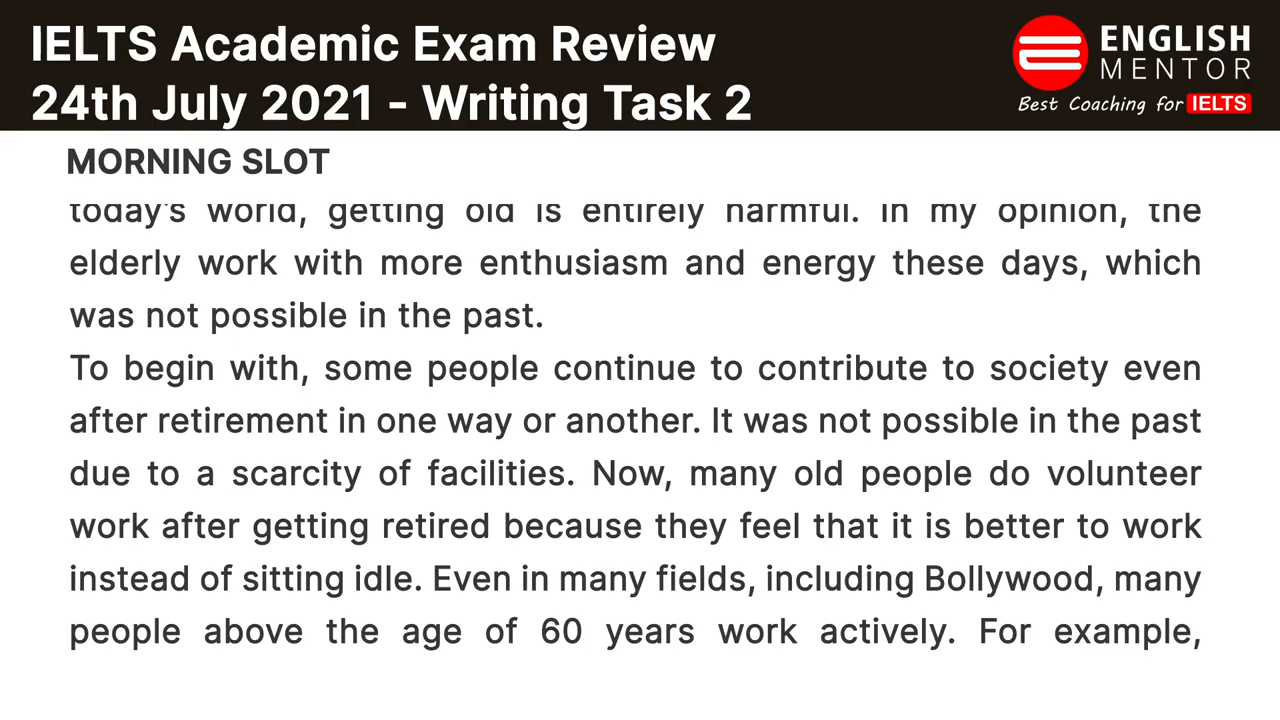 IELTS Academic Exam Review
24th July 2021 - Writing Task 2
ENGLISH
MENTOR
Best Coaching for IELTS
MORNING SLOT
today's world, getting old is entirely harmful. In my opinion, the
elderly work with more enthusiasm and energy these days, which
was not possible in the past.
To begin with, some people continue to contribute to society even
after retirement in one way or another. It was not possible in the past
due to a scarcity of facilities. Now, many old people do volunteer
work after getting retired because they feel that it is better to work
instead of sitting idle. Even in many fields, including Bollywood, many
people above the age of 60 years work actively. For example,